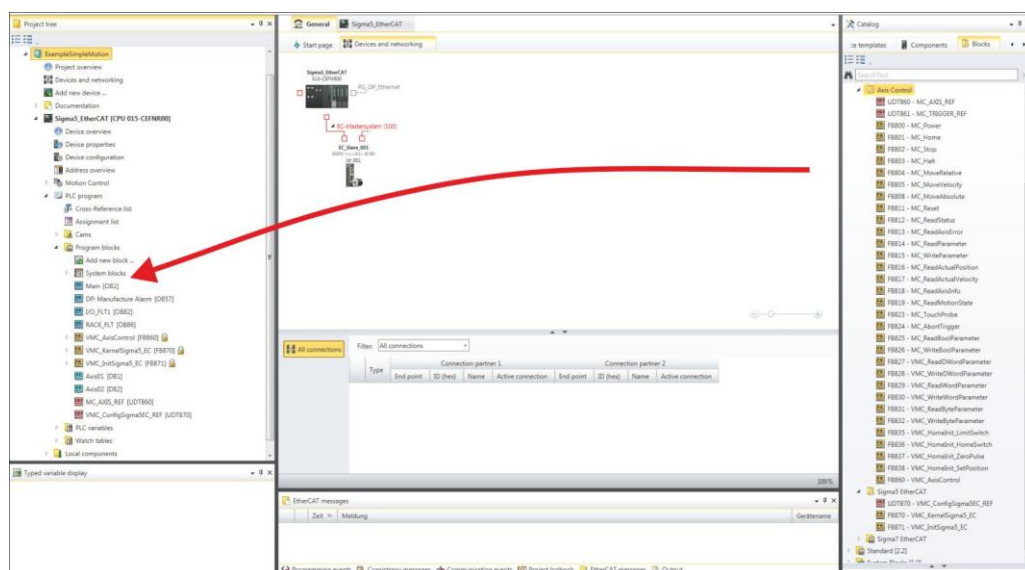 Project tree
ExampleSimpleMotion
Project overview
Devices and networking
Add new device ...
Documentation
Sigma5_EtherCAT [CPU 015-CEFNR00]
Device overview
Device properties
Device configuration
Address overview
Motion Control
PLC program
Cross-Reference list
Assignment list
Cams
Program blocks
Add new block ...
System blocks
Main [OB1]
DP: Manufacture Alarm [OB57]
I/O_FLT1 [OB82]
RACK_FLT [OB86]
VMC_AxisControl [FB860]
VMC_KernelSigma5_EC [FB870]
VMC_InitSigma5_EC [FB871]
Axis01 [DB1]
Axis02 [DB2]
MC_AXIS_REF [UDT860]
VMC_ConfigSigma5EC_REF [UDT870]
PLC variables
Watch tables
Local components
Typed variable display
General
Sigma5_EtherCAT
Start page
Devices and networking
Sigma5_EtherCAT
015-CEFNR00
PG_OP_Ethernet
EC-Mastersystem (100)
EC_Slave_001
All connections
Filter:
All connections
Connection partner 1
Connection partner 2
Type
End point
ID (hex)
Name
Active connection
End point
ID (hex)
Name
Active connection
100%
EtherCAT messages
Zeit
Meldung
Gerätename
Programming events
Consistency messages
Communication events
Project logbook
EtherCAT messages
Output
Catalog
ce templates
Components
Blocks
SearchText
Axis Control
UDT860 - MC_AXIS_REF
UDT861 - MC_TRIGGER_REF
FB800 - MC_Power
FB801 - MC_Home
FB802 - MC_Stop
FB803 - MC_Halt
FB804 - MC_MoveRelative
FB805 - MC_MoveVelocity
FB808 - MC_MoveAbsolute
FB811 - MC_Reset
FB812 - MC_ReadStatus
FB813 - MC_ReadAxisError
FB814 - MC_ReadParameter
FB815 - MC_WriteParameter
FB816 - MC_ReadActualPosition
FB817 - MC_ReadActualVelocity
FB818 - MC_ReadAxisInfo
FB819 - MC_ReadMotionState
FB823 - MC_TouchProbe
FB824 - MC_AbortTrigger
FB825 - MC_ReadBoolParameter
FB826 - MC_WriteBoolParameter
FB827 - VMC_ReadDWordParameter
FB828 - VMC_WriteDWordParameter
FB829 - VMC_ReadWordParameter
FB830 - VMC_WriteWordParameter
FB831 - VMC_ReadByteParameter
FB832 - VMC_WriteByteParameter
FB835 - VMC_HomeInit_LimitSwitch
FB836 - VMC_HomeInit_HomeSwitch
FB837 - VMC_HomeInit_ZeroPulse
FB838 - VMC_HomeInit_SetPosition
FB860 - VMC_AxisControl
Sigma5 EtherCAT
UDT870 - VMC_ConfigSigma5EC_REF
FB870 - VMC_KernelSigma5_EC
FB871 - VMC_InitSigma5_EC
Sigma7 EtherCAT
Standard [2.2]